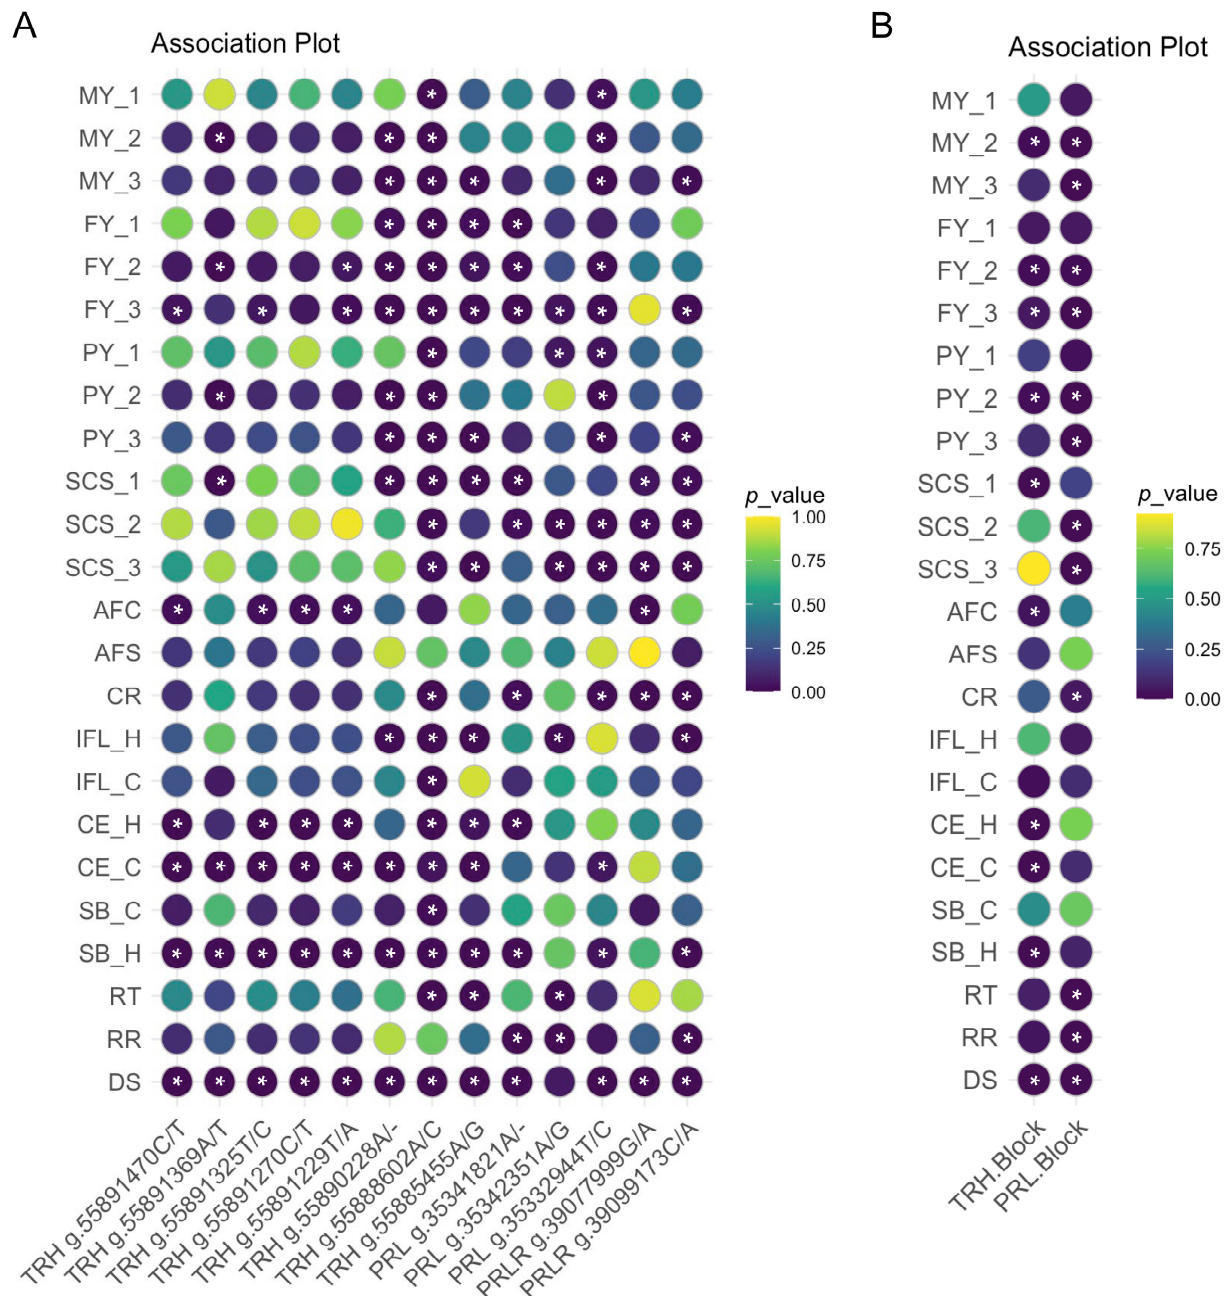 A
Association Plot
MY_1
MY_2
MY_3
FY_1
FY_2
FY_3
PY_1
PY_2
PY_3
SCS_1
SCS_2
SCS_3
AFC
AFS
CR
IFL_H
IFL_C
CE_H
CE_C
SB_C
SB_H
RT
RR
DS
TRH g.55891470C/T
TRH g.55891369A/T
TRH g.55891325T/C
TRH g.55891270C/T
TRH g.55891229T/A
TRH g.55890228A/-
TRH g.55888602A/C
TRH g.55885455A/G
PRL g.35341821A/-
PRL g.35342351A/G
PRL g.35332944T/C
PRLR g.39077999G/A
PRLR g.39099173C/A
p_value
1.00
0.75
0.50
0.25
0.00
B
Association Plot
MY_1
MY_2
MY_3
FY_1
FY_2
FY_3
PY_1
PY_2
PY_3
SCS_1
SCS_2
SCS_3
AFC
AFS
CR
IFL_H
IFL_C
CE_H
CE_C
SB_C
SB_H
RT
RR
DS
TRH.Block
PRL.Block
p_value
0.75
0.50
0.25
0.00